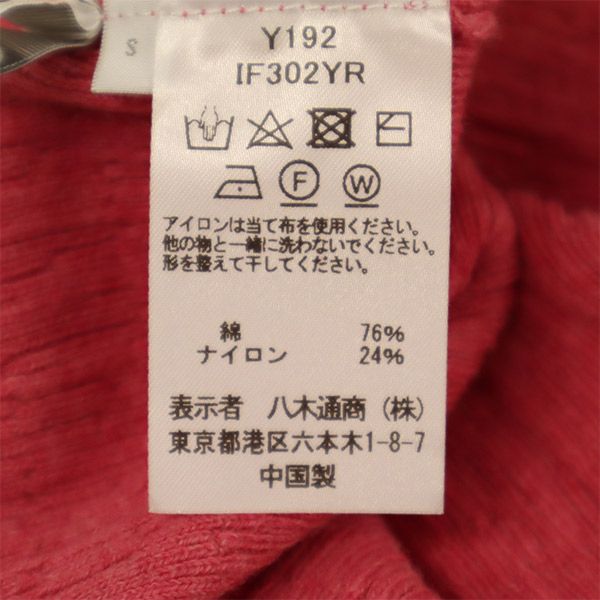 S
Y192
IF302YR
F W
アイロンは当て布を使用ください。
他の物と一緒に洗わないでください。
形を整えて干してください。
綿 76%
ナイロン 24%
表示者 八木通商(株)
東京都港区六本木1-8-7
中国製